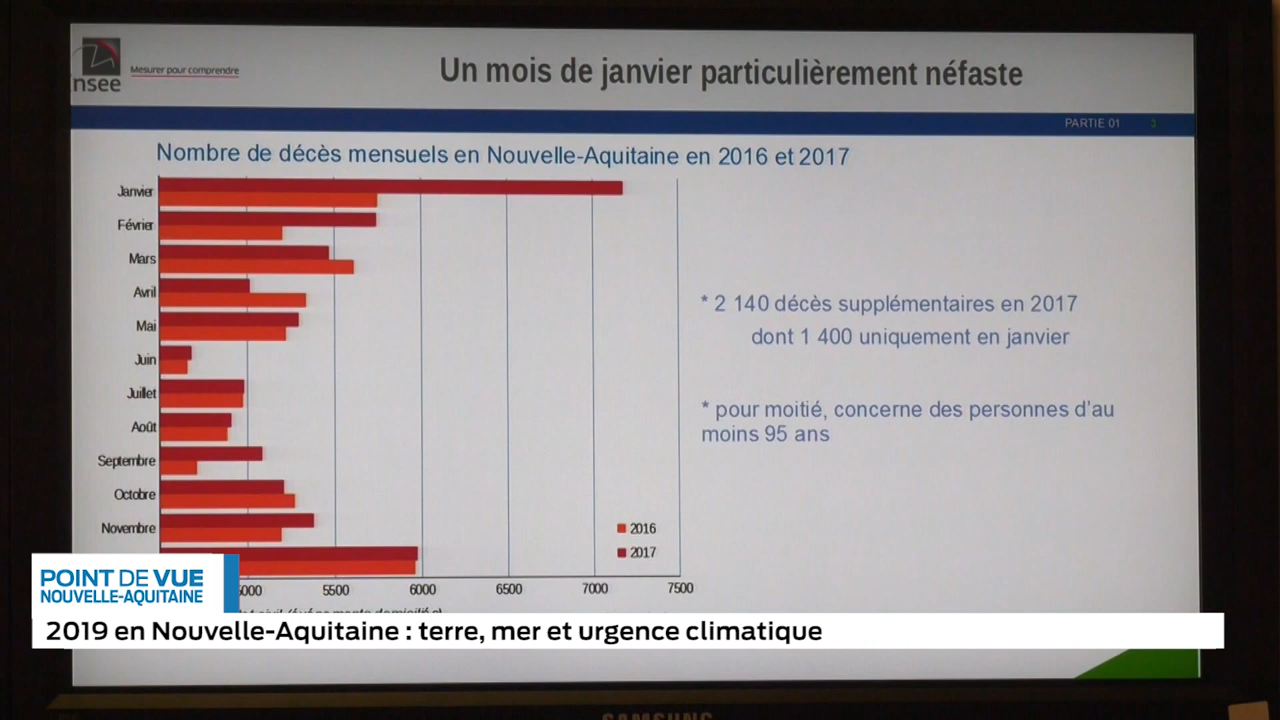 nsee
Mesurer pour comprendre
Un mois de janvier particulièrement néfaste
PARTIE 01
3
Nombre de décès mensuels en Nouvelle-Aquitaine en 2016 et 2017
Janvier
Février
Mars
Avril
Mai
Juin
Juillet
Août
Septembre
Octobre
Novembre
* 2 140 décès supplémentaires en 2017
dont 1 400 uniquement en janvier
* pour moitié, concerne des personnes d'au
moins 95 ans
2016
2017
5000 5500 6000 6500 7000 7500
POINT DE VUE
NOUVELLE-AQUITAINE
2019 en Nouvelle-Aquitaine : terre, mer et urgence climatique
SAMSUNG